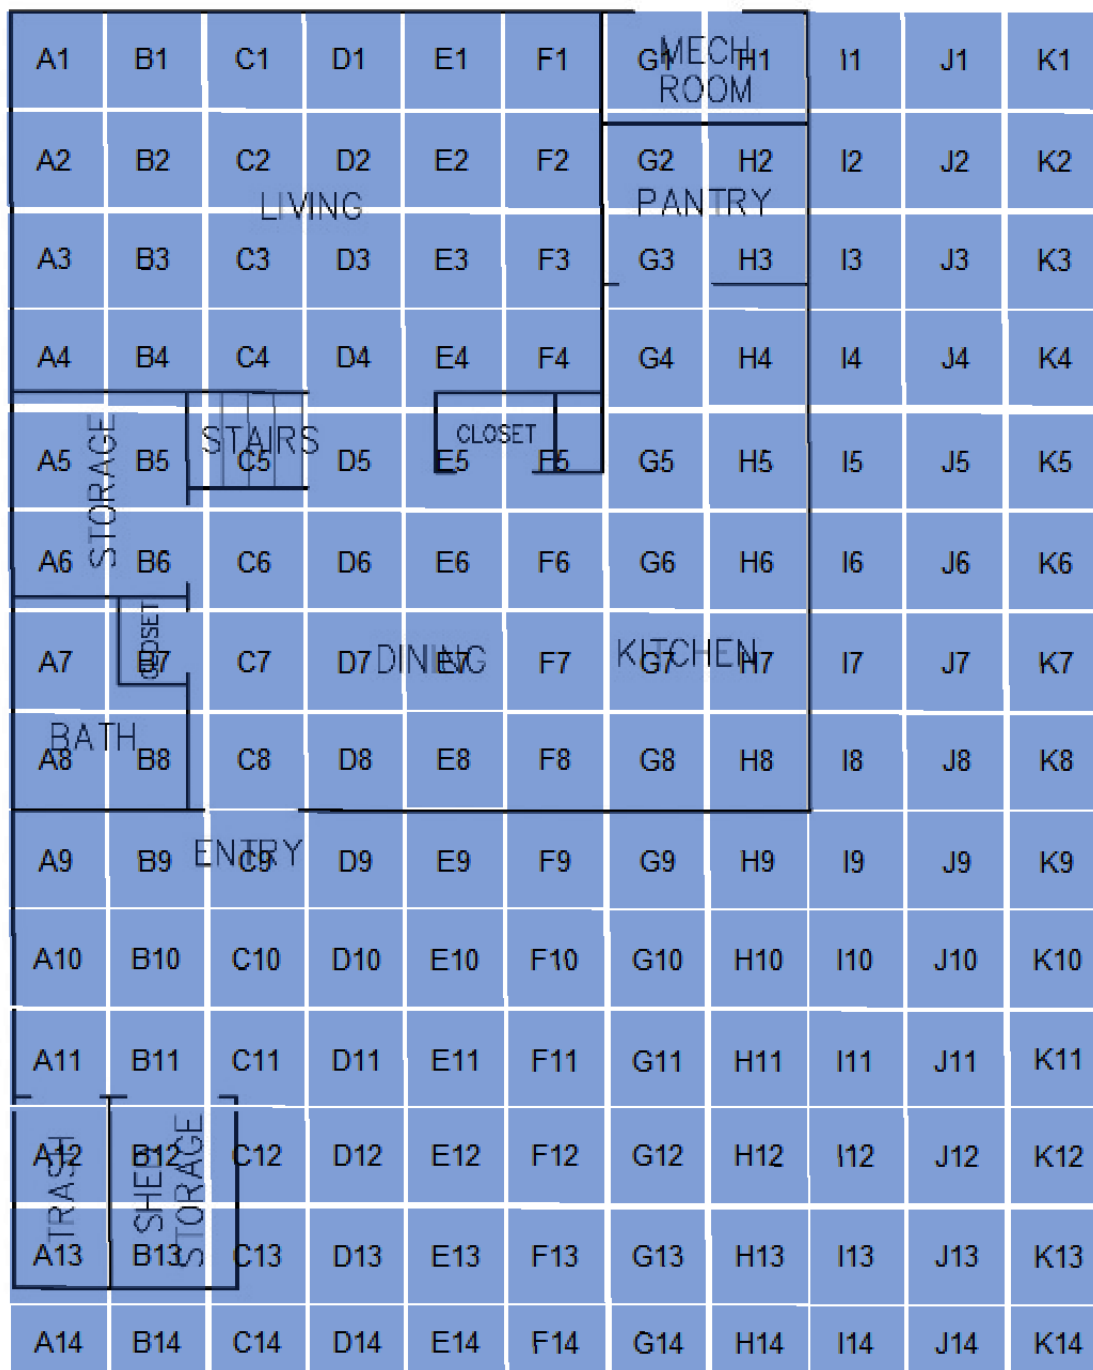 A1 B1 C1 D1 E1 F1 G1 H1 I1 J1 K1
MECH
ROOM
A2 B2 C2 D2 E2 F2 G2 H2 I2 J2 K2
LIVING PANTRY
A3 B3 C3 D3 E3 F3 G3 H3 I3 J3 K3
A4 B4 C4 D4 E4 F4 G4 H4 I4 J4 K4
STAIRS CLOSET
A5 B5 C5 D5 E5 F5 G5 H5 I5 J5 K5
STORAGE
A6 B6 C6 D6 E6 F6 G6 H6 I6 J6 K6
CLOSET
DINING KITCHEN
A7 B7 C7 D7 E7 F7 G7 H7 I7 J7 K7
BATH
A8 B8 C8 D8 E8 F8 G8 H8 I8 J8 K8
ENTRY
A9 B9 C9 D9 E9 F9 G9 H9 I9 J9 K9
A10 B10 C10 D10 E10 F10 G10 H10 I10 J10 K10
A11 B11 C11 D11 E11 F11 G11 H11 I11 J11 K11
A12 B12 C12 D12 E12 F12 G12 H12 I12 J12 K12
TRASH
SHED
STORAGE
A13 B13 C13 D13 E13 F13 G13 H13 I13 J13 K13
A14 B14 C14 D14 E14 F14 G14 H14 I14 J14 K14